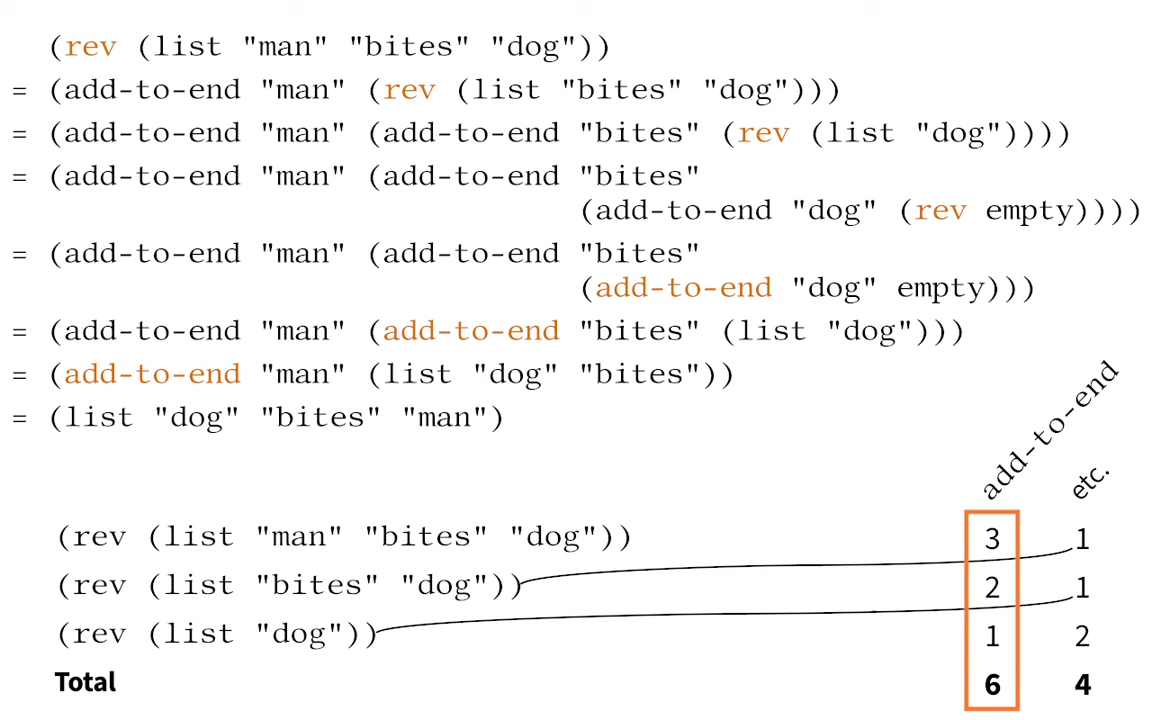 (rev (list "man" "bites" "dog"))
= (add-to-end "man" (rev (list "bites" "dog")))
= (add-to-end "man" (add-to-end "bites" (rev (list "dog"))))
= (add-to-end "man" (add-to-end "bites"
(add-to-end "dog" (rev empty))))
= (add-to-end "man" (add-to-end "bites"
(add-to-end "dog" empty)))
= (add-to-end "man" (add-to-end "bites" (list "dog")))
= (add-to-end "man" (list "dog" "bites"))
= (list "dog" "bites" "man")
add-to-end etc.
(rev (list "man" "bites" "dog")) 3 1
(rev (list "bites" "dog")) 2 1
(rev (list "dog")) 1 2
Total 6 4